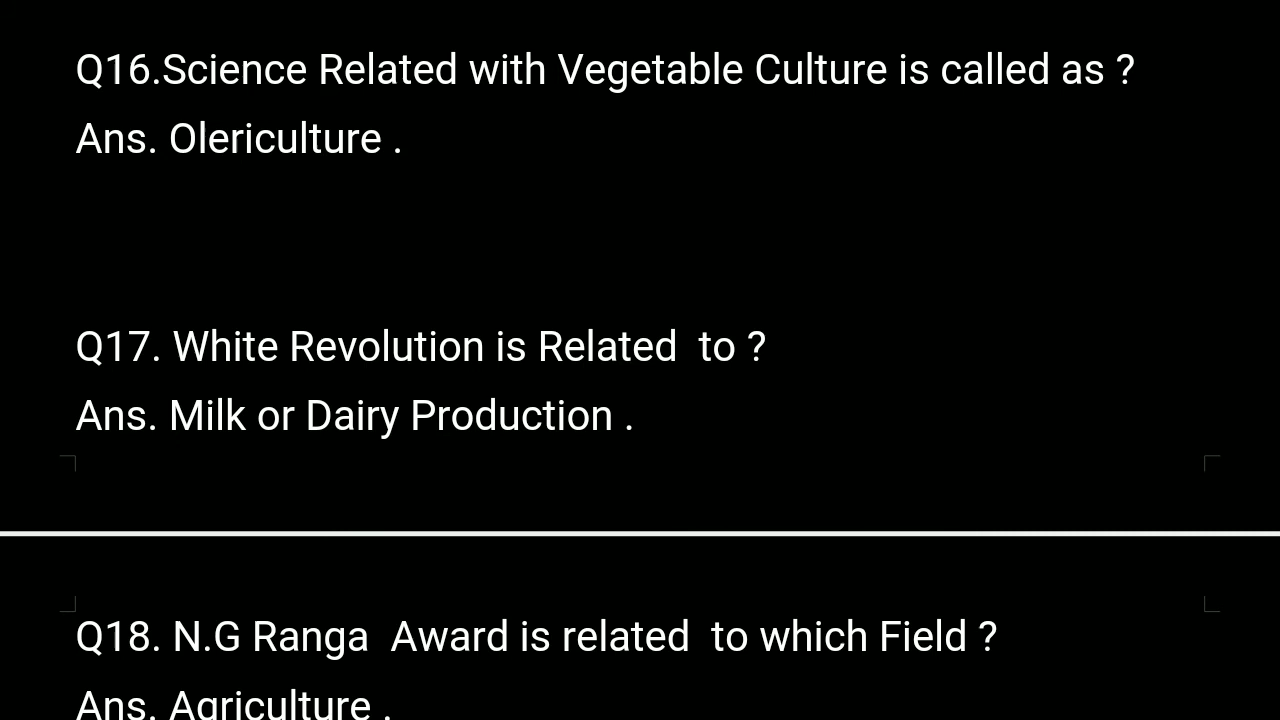 Q16.Science Related with Vegetable Culture is called as ?
Ans. Olericulture .
Q17. White Revolution is Related  to ?
Ans. Milk or Dairy Production .
Q18. N.G Ranga  Award is related  to which Field ?
Ans. Agriculture .